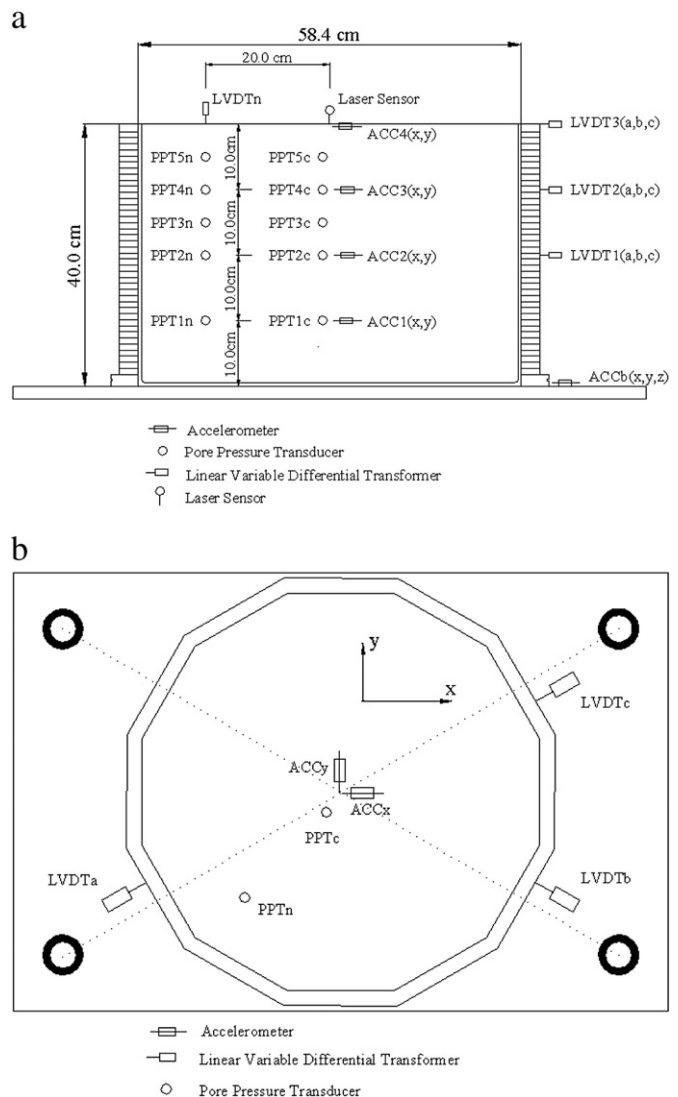 a
58.4 cm
20.0 cm
LVDTn
Laser Sensor
LVDT3(a,b,c)
ACC4(x,y)
PPT5n
PPT5c
10.0cm
PPT4n
PPT4c
ACC3(x,y)
LVDT2(a,b,c)
40.0 cm
PPT3n
PPT3c
10.0cm
PPT2n
PPT2c
ACC2(x,y)
LVDT1(a,b,c)
10.0cm
PPT1n
PPT1c
ACC1(x,y)
10.0cm
ACCb(x,y,z)
Accelerometer
Pore Pressure Transducer
Linear Variable Differential Transformer
Laser Sensor
b
y
x
LVDTc
ACCy
ACCx
PPTc
LVDTa
LVDTb
PPTn
Accelerometer
Linear Variable Differential Transformer
Pore Pressure Transducer